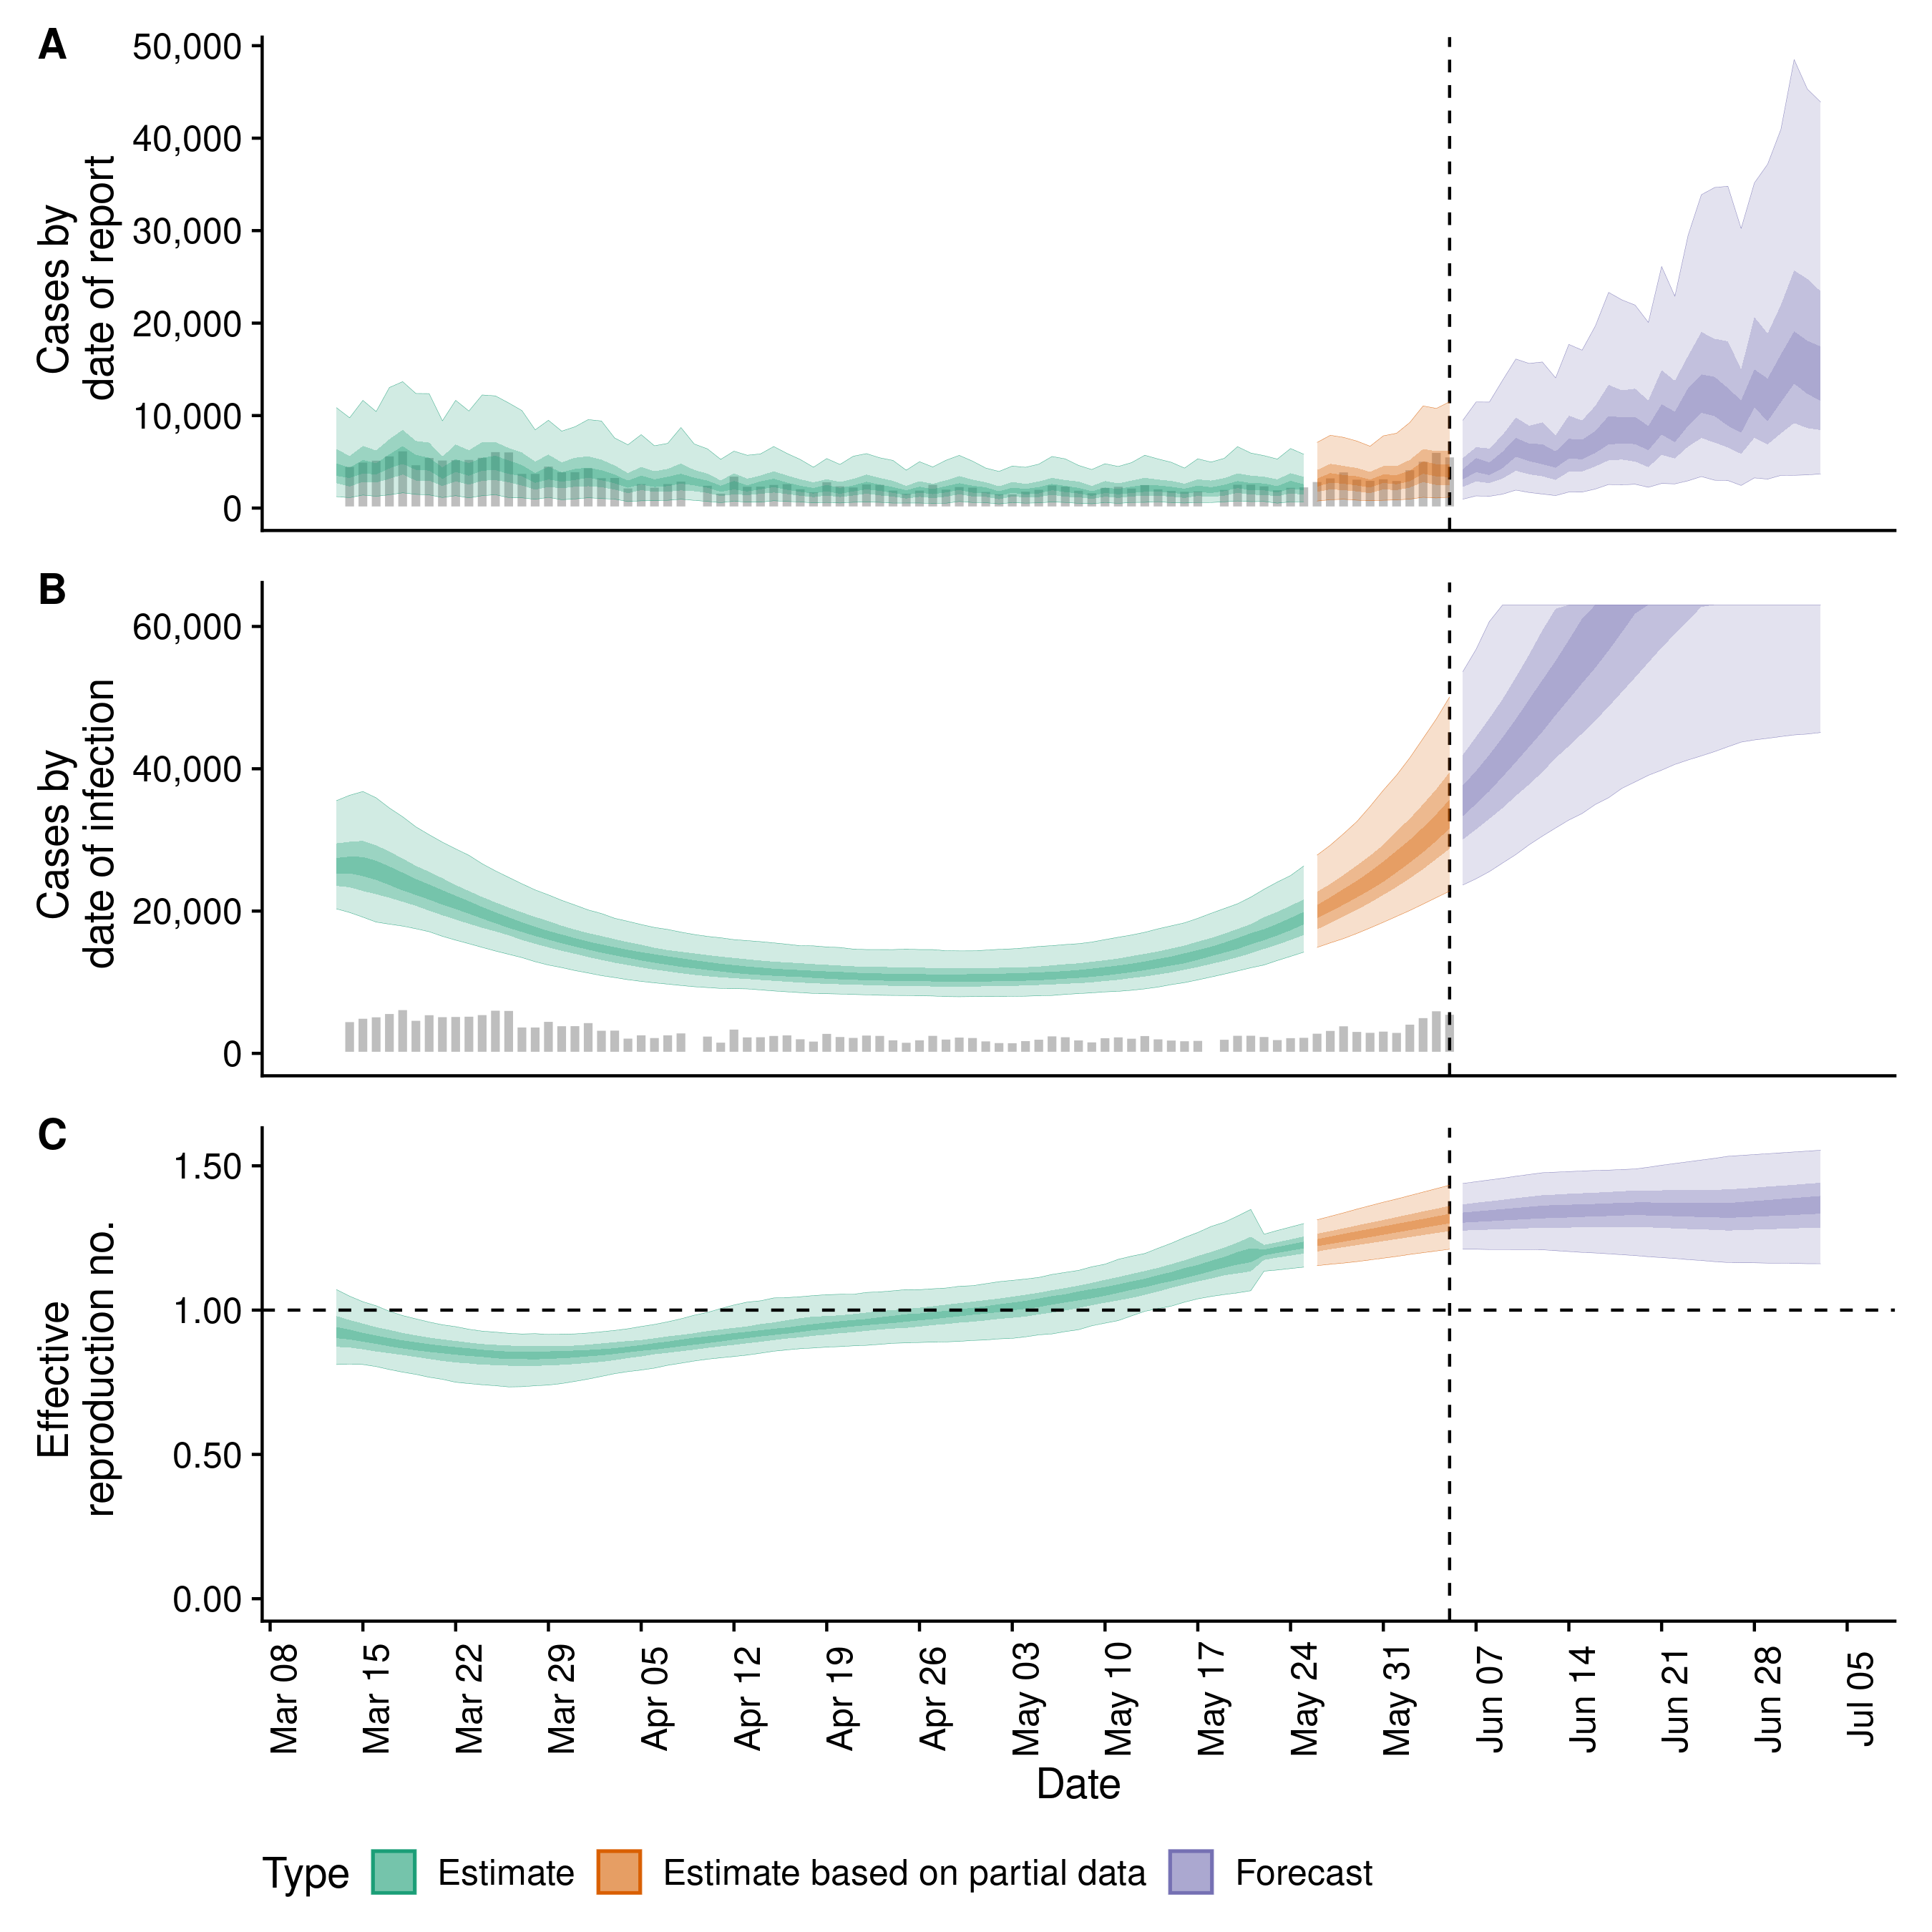 A
Cases by
date of report
50,000
40,000
30,000
20,000
10,000
0
B
Cases by
date of infection
60,000
40,000
20,000
0
C
Effective
reproduction no.
1.50
1.00
0.50
0.00
Mar 08
Mar 15
Mar 22
Mar 29
Apr 05
Apr 12
Apr 19
Apr 26
May 03
May 10
May 17
May 24
May 31
Jun 07
Jun 14
Jun 21
Jun 28
Jul 05
Date
Type Estimate Estimate based on partial data Forecast